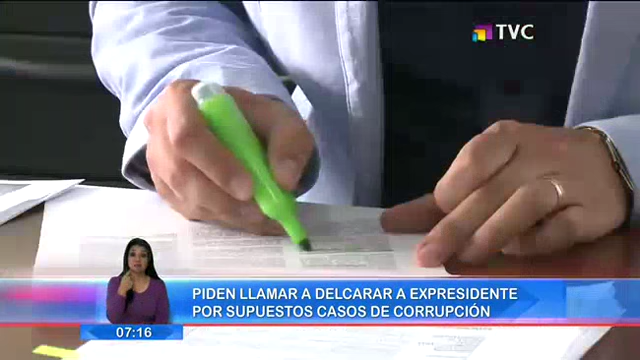 TVC
PIDEN LLAMAR A DELCARAR A EXPRESIDENTE
POR SUPUESTOS CASOS DE CORRUPCIÓN
07:16